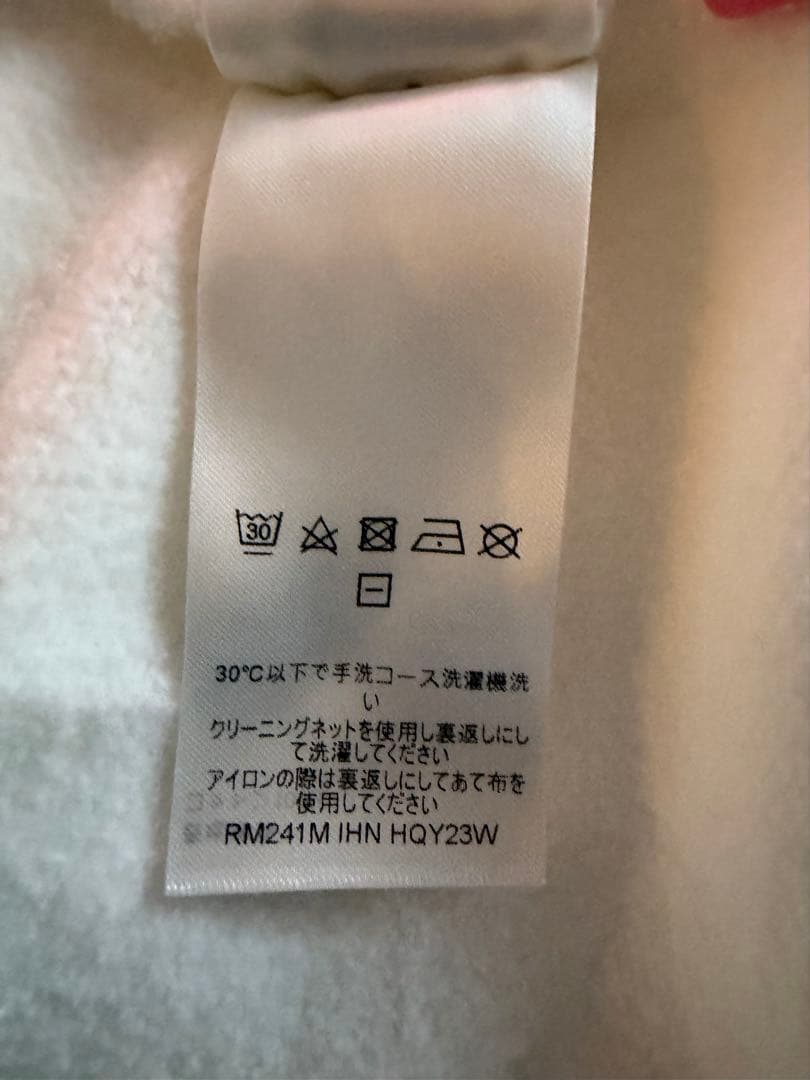 30
30°C以下で手洗コース洗濯機洗
い
クリーニングネットを使用し裏返しにし
て洗濯してください
アイロンの際は裏返しにしてあて布を
使用してください
RM241M IHN HQY23W